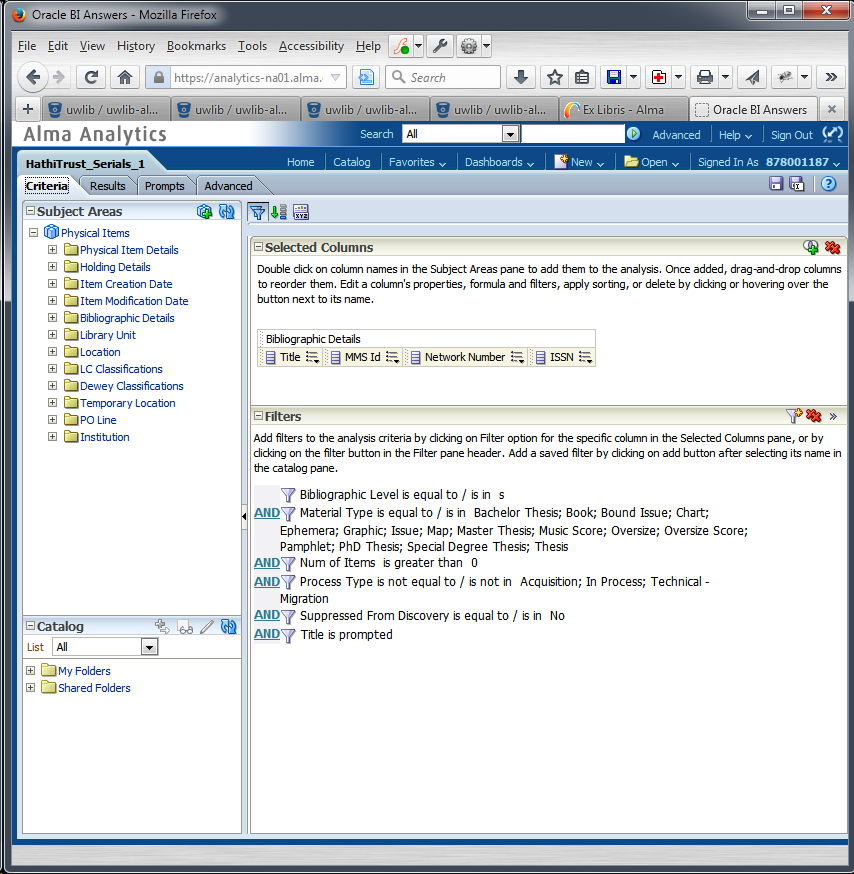 Oracle BI Answers - Mozilla Firefox
File Edit View History Bookmarks Tools Accessibility Help
https://analytics-na01.alma.
Search
uwlib / uwlib-al... uwlib / uwlib-al... uwlib / uwlib-al... uwlib / uwlib-al... Ex Libris - Alma Oracle BI Answers
Alma Analytics Search All Advanced Help Sign Out
HathiTrust_Serials_1 Home Catalog Favorites Dashboards New Open Signed In As 878001187
Criteria Results Prompts Advanced
Subject Areas
Physical Items
Physical Item Details
Holding Details
Item Creation Date
Item Modification Date
Bibliographic Details
Library Unit
Location
LC Classifications
Dewey Classifications
Temporary Location
PO Line
Institution
Catalog
List All
My Folders
Shared Folders
xyz
Selected Columns
Double click on column names in the Subject Areas pane to add them to the analysis. Once added, drag-and-drop columns
to reorder them. Edit a column's properties, formula and filters, apply sorting, or delete by clicking or hovering over the
button next to its name.
Bibliographic Details
Title MMS Id Network Number ISSN
Filters
Add filters to the analysis criteria by clicking on Filter option for the specific column in the Selected Columns pane, or by
clicking on the filter button in the Filter pane header. Add a saved filter by clicking on add button after selecting its name in
the catalog pane.
Bibliographic Level is equal to / is in s
AND Material Type is equal to / is in Bachelor Thesis; Book; Bound Issue; Chart;
Ephemera; Graphic; Issue; Map; Master Thesis; Music Score; Oversize; Oversize Score;
Pamphlet; PhD Thesis; Special Degree Thesis; Thesis
AND Num of Items is greater than 0
AND Process Type is not equal to / is not in Acquisition; In Process; Technical -
Migration
AND Suppressed From Discovery is equal to / is in No
AND Title is prompted